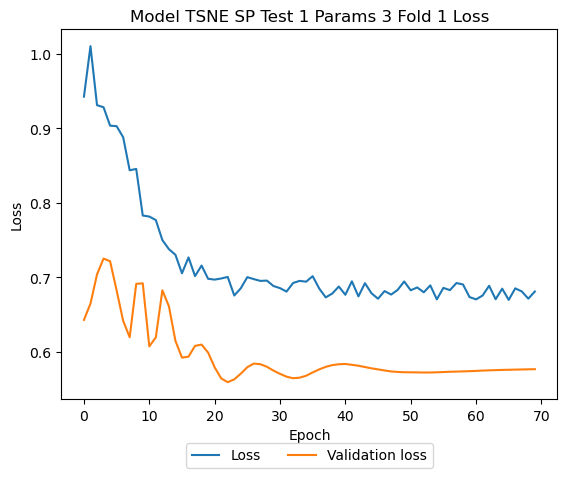 Model TSNE SP Test 1 Params 3 Fold 1 Loss
1.0
0.9
0.8
0.7
0.6
Loss
0 10 20 30 40 50 60 70
Epoch
Loss Validation loss